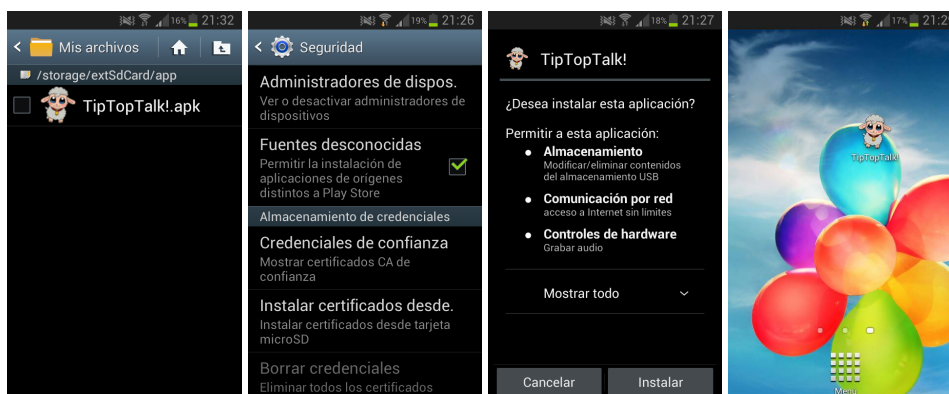 16% 21:32
Mis archivos
/storage/extSdCard/app
TipTopTalk!.apk
19% 21:26
Seguridad
Administradores de dispos.
Ver o desactivar administradores de
dispositivos
Fuentes desconocidas
Permitir la instalación de
aplicaciones de orígenes
distintos a Play Store
Almacenamiento de credenciales
Credenciales de confianza
Mostrar certificados CA de
confianza
Instalar certificados desde.
Instalar certificados desde tarjeta
microSD
Borrar credenciales
Eliminar todos los certificados
18% 21:27
TipTopTalk!
¿Desea instalar esta aplicación?
Permitir a esta aplicación:
Almacenamiento
Modificar/eliminar contenidos
del almacenamiento USB
Comunicación por red
acceso a Internet sin límites
Controles de hardware
Grabar audio
Mostrar todo
Cancelar Instalar
17%
TipTopTalk!
Menú